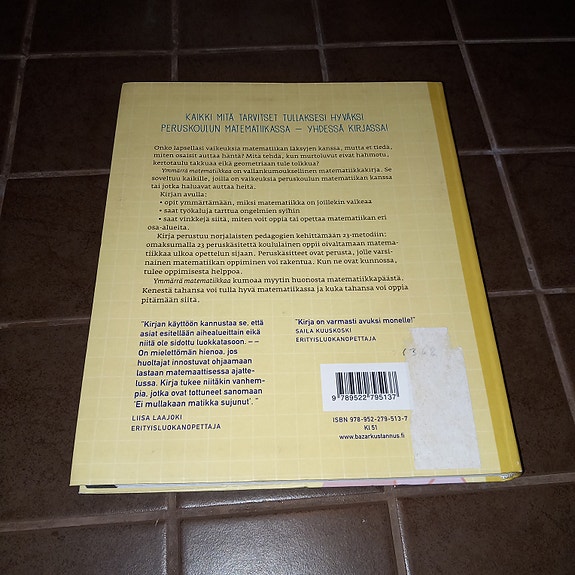 KAIKKI MITÄ TARVITSET TULLAKSESI HYVÄKSI
PERUSKOULUN MATEMATIIKASSA – YHDESSÄ KIRJASSA!
Onko lapsellasi vaikeuksia matematiikan läksyjen kanssa, mutta et tiedä,
miten osaisit auttaa häntä? Mitä tehdä, kun murtoluvut eivät hahmotu,
kertotaulu takkuaa eikä geometriaan tule tolkkua?
Ymmärrä matematiikkaa on vallankumouksellinen matematiikkakirja. Se
soveltuu kaikille, joilla on vaikeuksia peruskoulun matematiikan kanssa
tai jotka haluavat auttaa heitä.
Kirjan avulla:
• opit ymmärtämään, miksi matematiikka on joillekin vaikeaa
• saat työkaluja tarttua ongelmien syihin
• saat vinkkejä siitä, miten voit oppia tai opettaa matematiikan eri
osa-alueita.
Kirja perustuu norjalaisten pedagogien kehittämään 23-metodiin:
omaksumalla 23 peruskäsitettä koululainen oppii oivaltamaan matema-
tiikkaa ulkoa opettelun sijaan. Peruskäsitteet ovat perusta, jolle varsi-
nainen matematiikan oppiminen voi rakentua. Kun ne ovat kunnossa,
tulee oppimisesta helppoa.
Ymmärrä matematiikkaa kumoaa myytin huonosta matematiikkapäästä.
Kenestä tahansa voi tulla hyvä matematiikassa ja kuka tahansa voi oppia
pitämään siitä.
"Kirjan käyttöön kannustaa se, että
asiat esitellään aihealueittain eikä
niitä ole sidottu luokkatasoon. – –
On mielettömän hienoa, jos
huoltajat innostuvat ohjaamaan
lastaan matemaattisessa ajatte-
lussa. Kirja tukee niitäkin vanhem-
pia, jotka ovat tottuneet sanomaan
'Ei mullakaan matikka sujunut'."
LIISA LAAJOKI
ERITYISLUOKANOPETTAJA
"Kirja on varmasti avuksi monelle!"
SAILA KUUSKOSKI
ERITYISLUOKANOPETTAJA
9 789522 795137
ISBN 978-952-279-513-7
Kl 51
www.bazarkustannus.fi